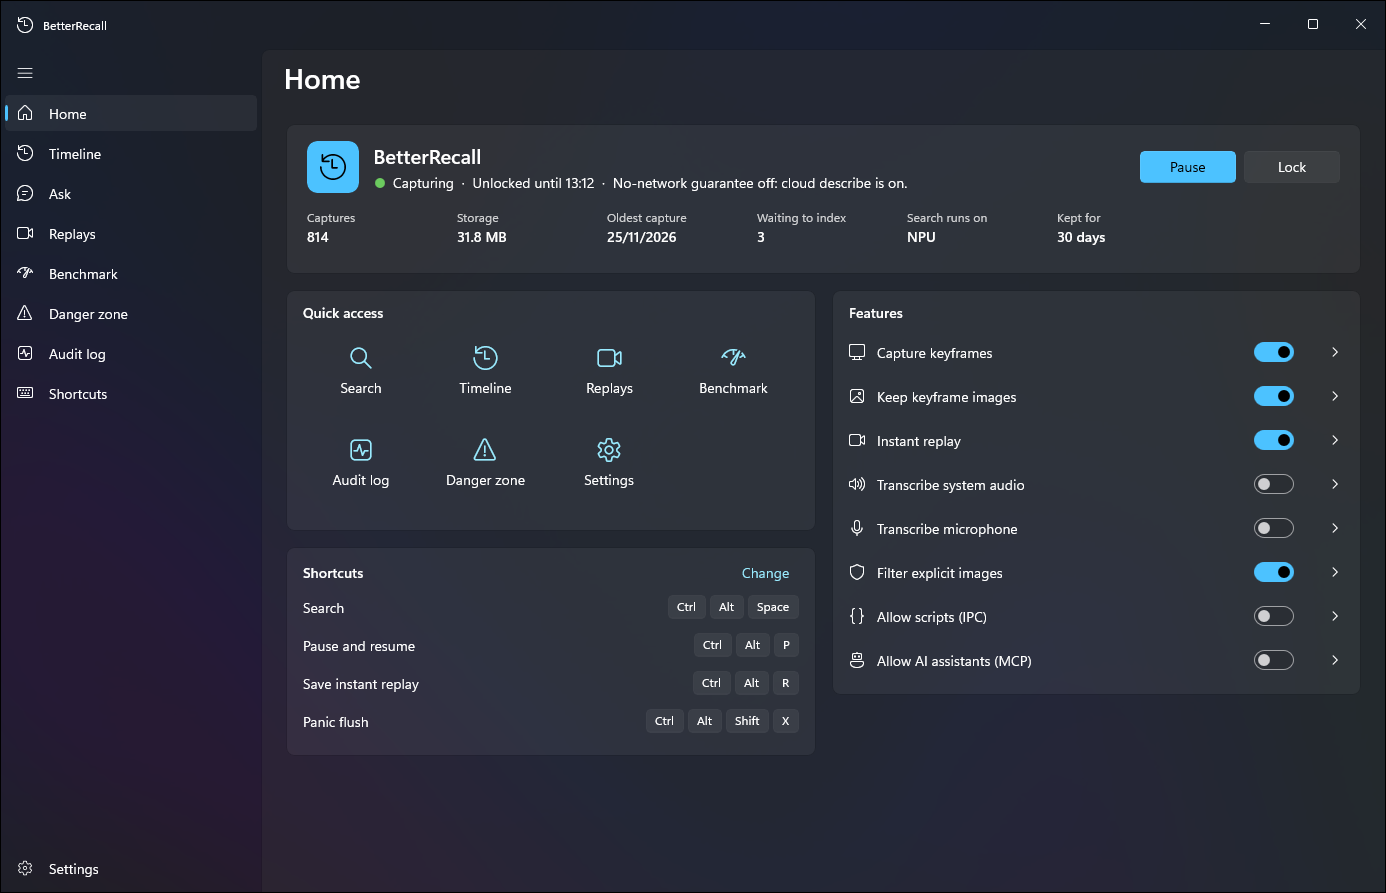 BetterRecall
Home
Home
Timeline
Ask
Replays
Benchmark
Danger zone
Audit log
Shortcuts
Settings
BetterRecall
Capturing · Unlocked until 13:12 · No-network guarantee off: cloud describe is on.
Pause
Lock
Captures
814
Storage
31.8 MB
Oldest capture
25/11/2026
Waiting to index
3
Search runs on
NPU
Kept for
30 days
Quick access
Search
Timeline
Replays
Benchmark
Audit log
Danger zone
Settings
Shortcuts
Change
Search Ctrl Alt Space
Pause and resume Ctrl Alt P
Save instant replay Ctrl Alt R
Panic flush Ctrl Alt Shift X
Features
Capture keyframes
Keep keyframe images
Instant replay
Transcribe system audio
Transcribe microphone
Filter explicit images
Allow scripts (IPC)
Allow AI assistants (MCP)